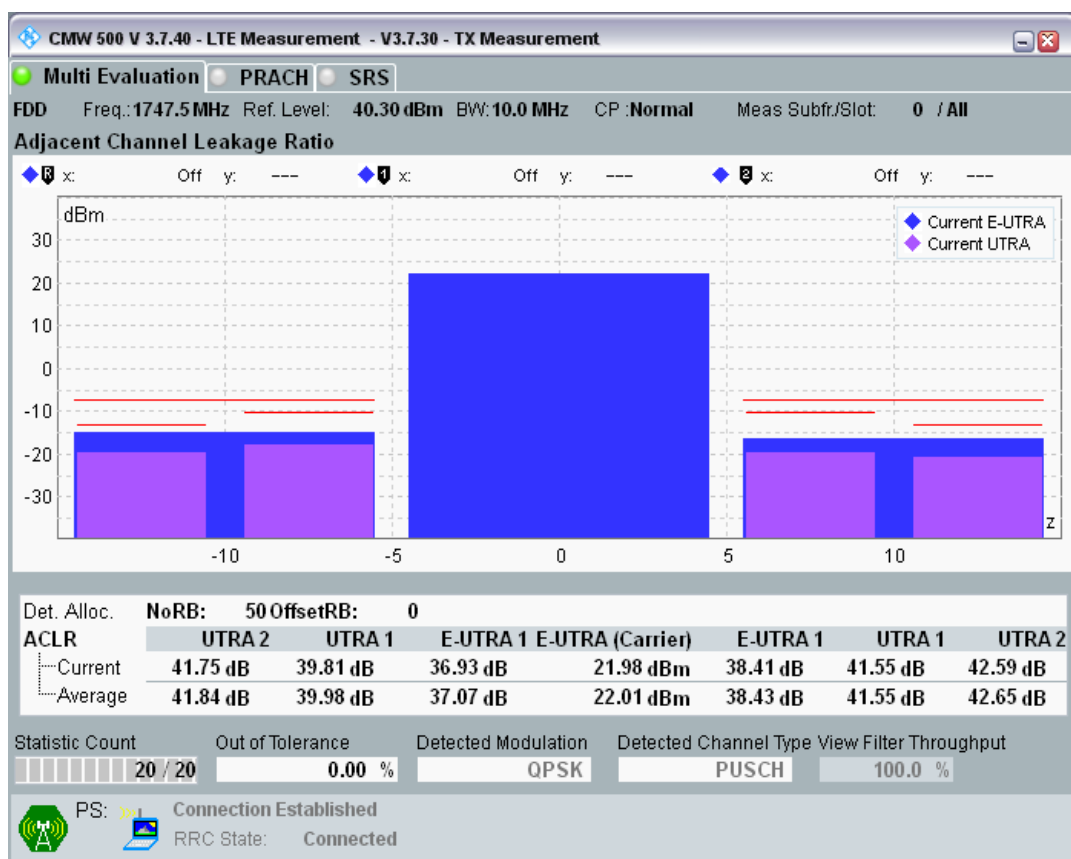 CMW 500 V 3.7.40 - LTE Measurement - V3.7.30 - TX Measurement
Multi Evaluation PRACH SRS
FDD Freq.: 1747.5 MHz Ref. Level: 40.30 dBm BW: 10.0 MHz CP : Normal Meas Subfr./Slot: 0 / All
Adjacent Channel Leakage Ratio
R x: Off y: --- 1 x: Off y: --- 2 x: Off y: ---
dBm
Current E-UTRA
Current UTRA
30
20
10
0
-10
-20
-30
z
-10 -5 0 5 10
Det. Alloc. NoRB: 50 OffsetRB: 0
ACLR UTRA 2 UTRA 1 E-UTRA 1 E-UTRA (Carrier) E-UTRA 1 UTRA 1 UTRA 2
Current 41.75 dB 39.81 dB 36.93 dB 21.98 dBm 38.41 dB 41.55 dB 42.59 dB
Average 41.84 dB 39.98 dB 37.07 dB 22.01 dBm 38.43 dB 41.55 dB 42.65 dB
Statistic Count Out of Tolerance Detected Modulation Detected Channel Type View Filter Throughput
20 / 20 0.00 % QPSK PUSCH 100.0 %
PS: Connection Established
RRC State: Connected